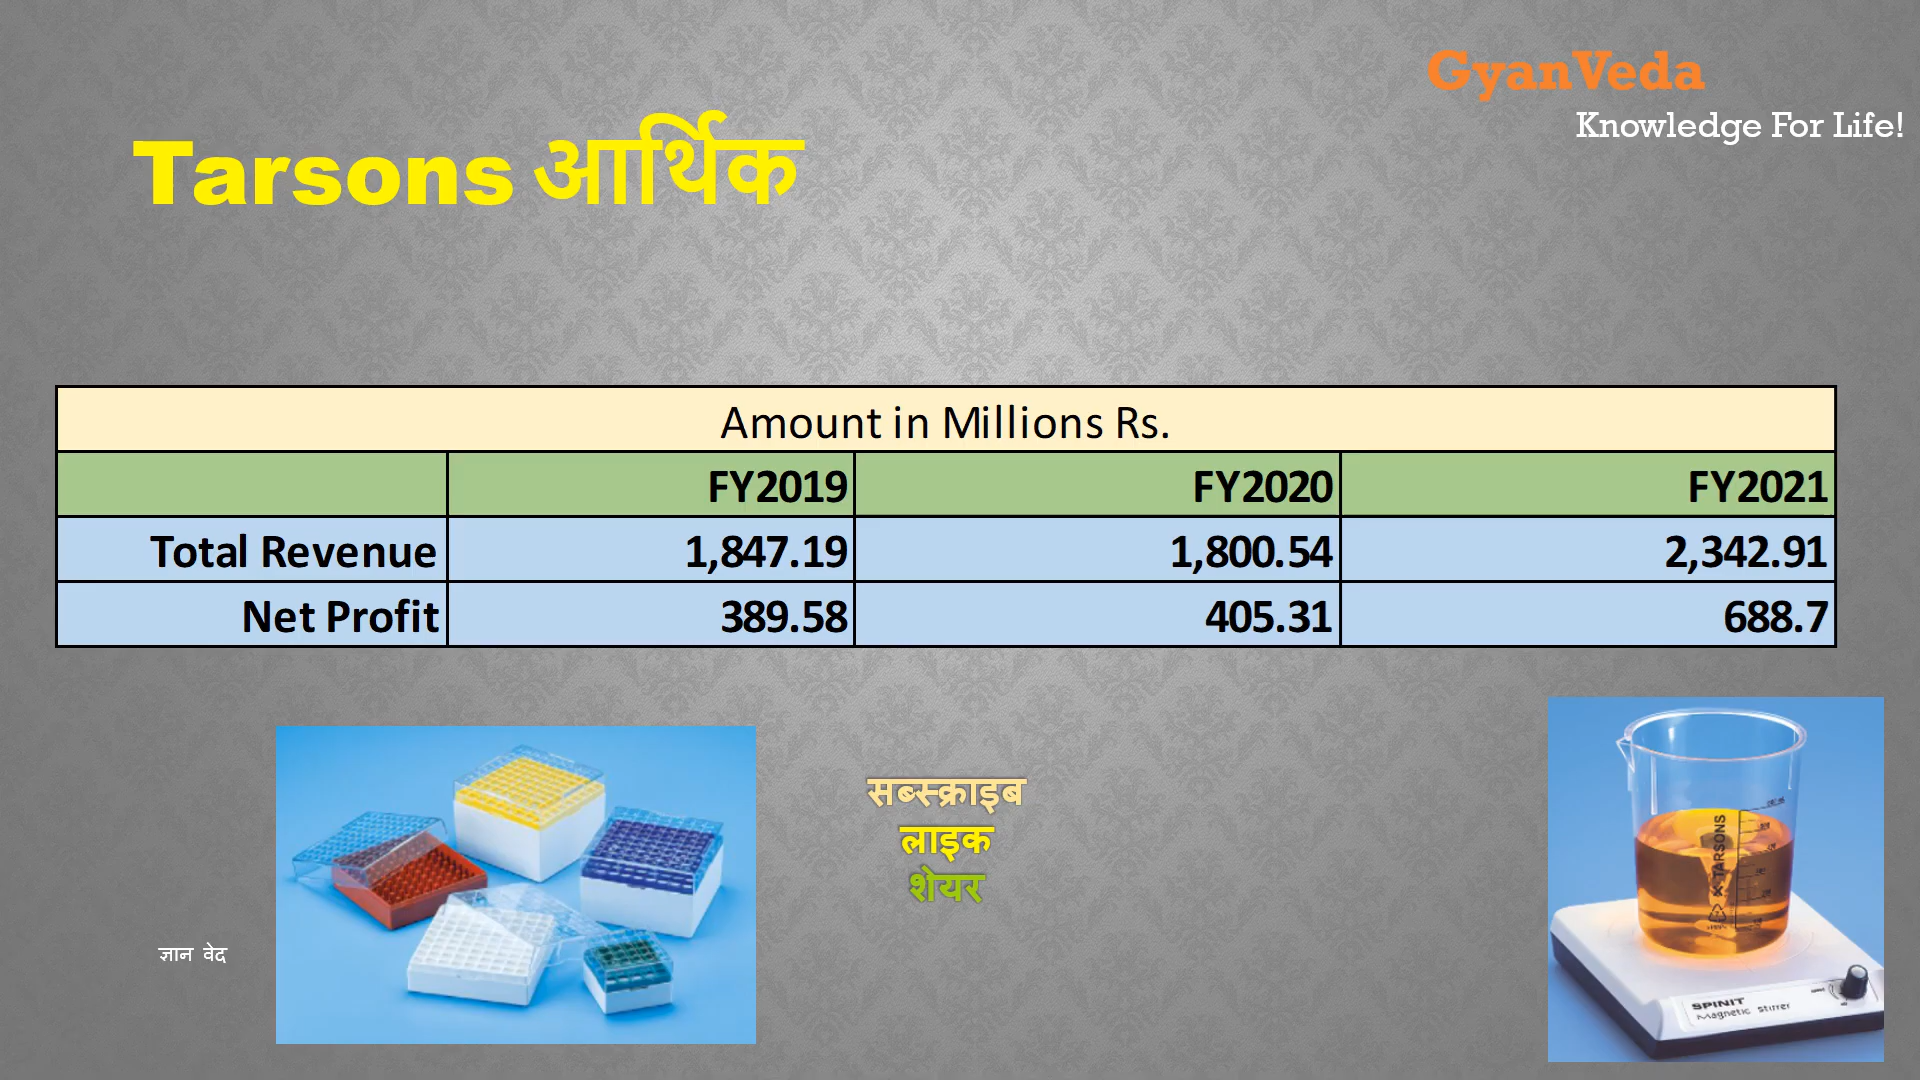 GyanVeda
Knowledge For Life!
Tarsons आर्थिक
Amount in Millions Rs.
FY2019 FY2020 FY2021
Total Revenue 1,847.19 1,800.54 2,342.91
Net Profit 389.58 405.31 688.7
सब्स्क्राइब
लाइक
शेयर
ज्ञान वेद
TARSONS
SPINIT
Magnetic stirrer